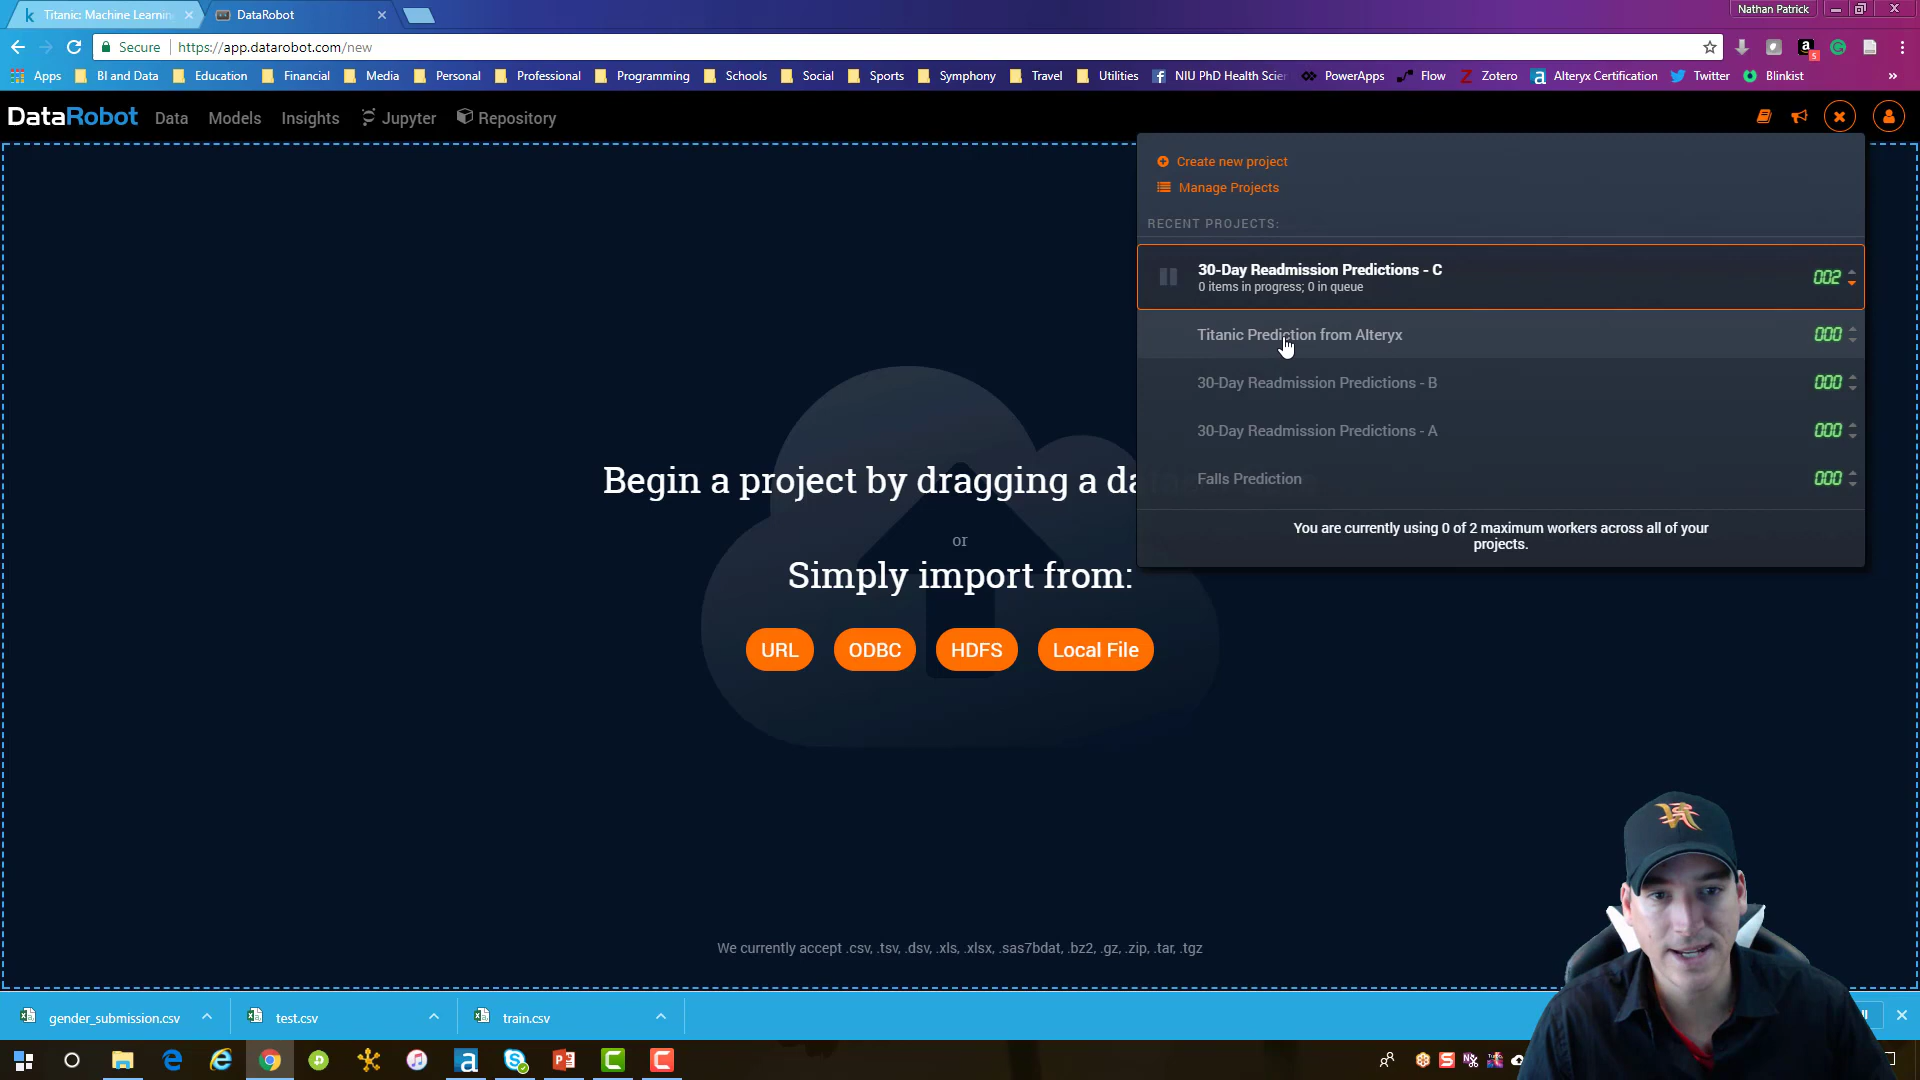 Titanic: Machine Learnin
DataRobot
Nathan Patrick
Secure
https://app.datarobot.com/new
Apps
BI and Data
Education
Financial
Media
Personal
Professional
Programming
Schools
Social
Sports
Symphony
Travel
Utilities
NIU PhD Health Scien
PowerApps
Flow
Zotero
Alteryx Certification
Twitter
Blinkist
DataRobot
Data
Models
Insights
Jupyter
Repository
Create new project
Manage Projects
RECENT PROJECTS:
30-Day Readmission Predictions - C
002
0 items in progress; 0 in queue
Titanic Prediction from Alteryx
000
30-Day Readmission Predictions - B
000
30-Day Readmission Predictions - A
000
Falls Prediction
000
You are currently using 0 of 2 maximum workers across all of your
projects.
Begin a project by dragging a da
or
Simply import from:
URL
ODBC
HDFS
Local File
We currently accept .csv, .tsv, .dsv, .xls, .xlsx, .sas7bdat, .bz2, .gz, .zip, .tar, .tgz
gender_submission.csv
test.csv
train.csv